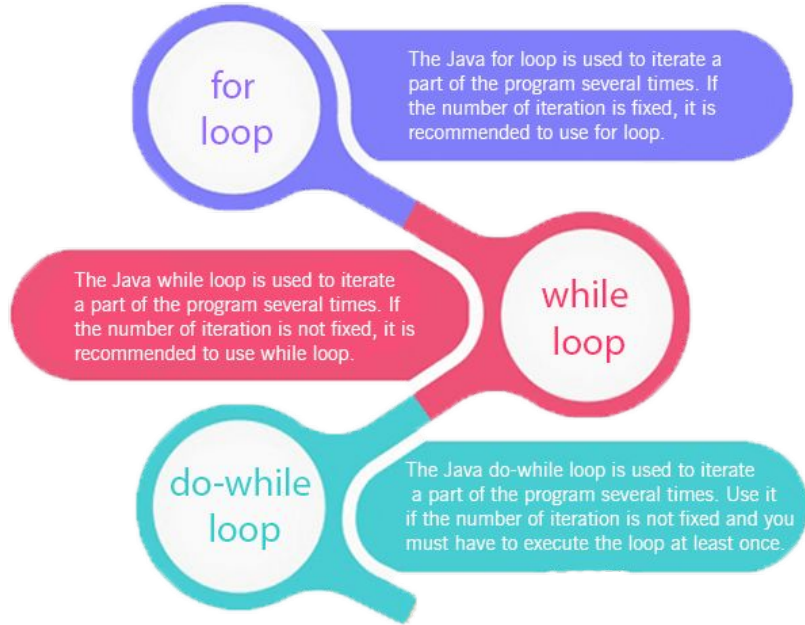 for
loop
The Java for loop is used to iterate a
part of the program several times. If
the number of iteration is fixed, it is
recommended to use for loop.
The Java while loop is used to iterate
a part of the program several times. If
the number of iteration is not fixed, it is
recommended to use while loop.
while
loop
do-while
loop
The Java do-while loop is used to iterate
a part of the program several times. Use it
if the number of iteration is not fixed and you
must have to execute the loop at least once.